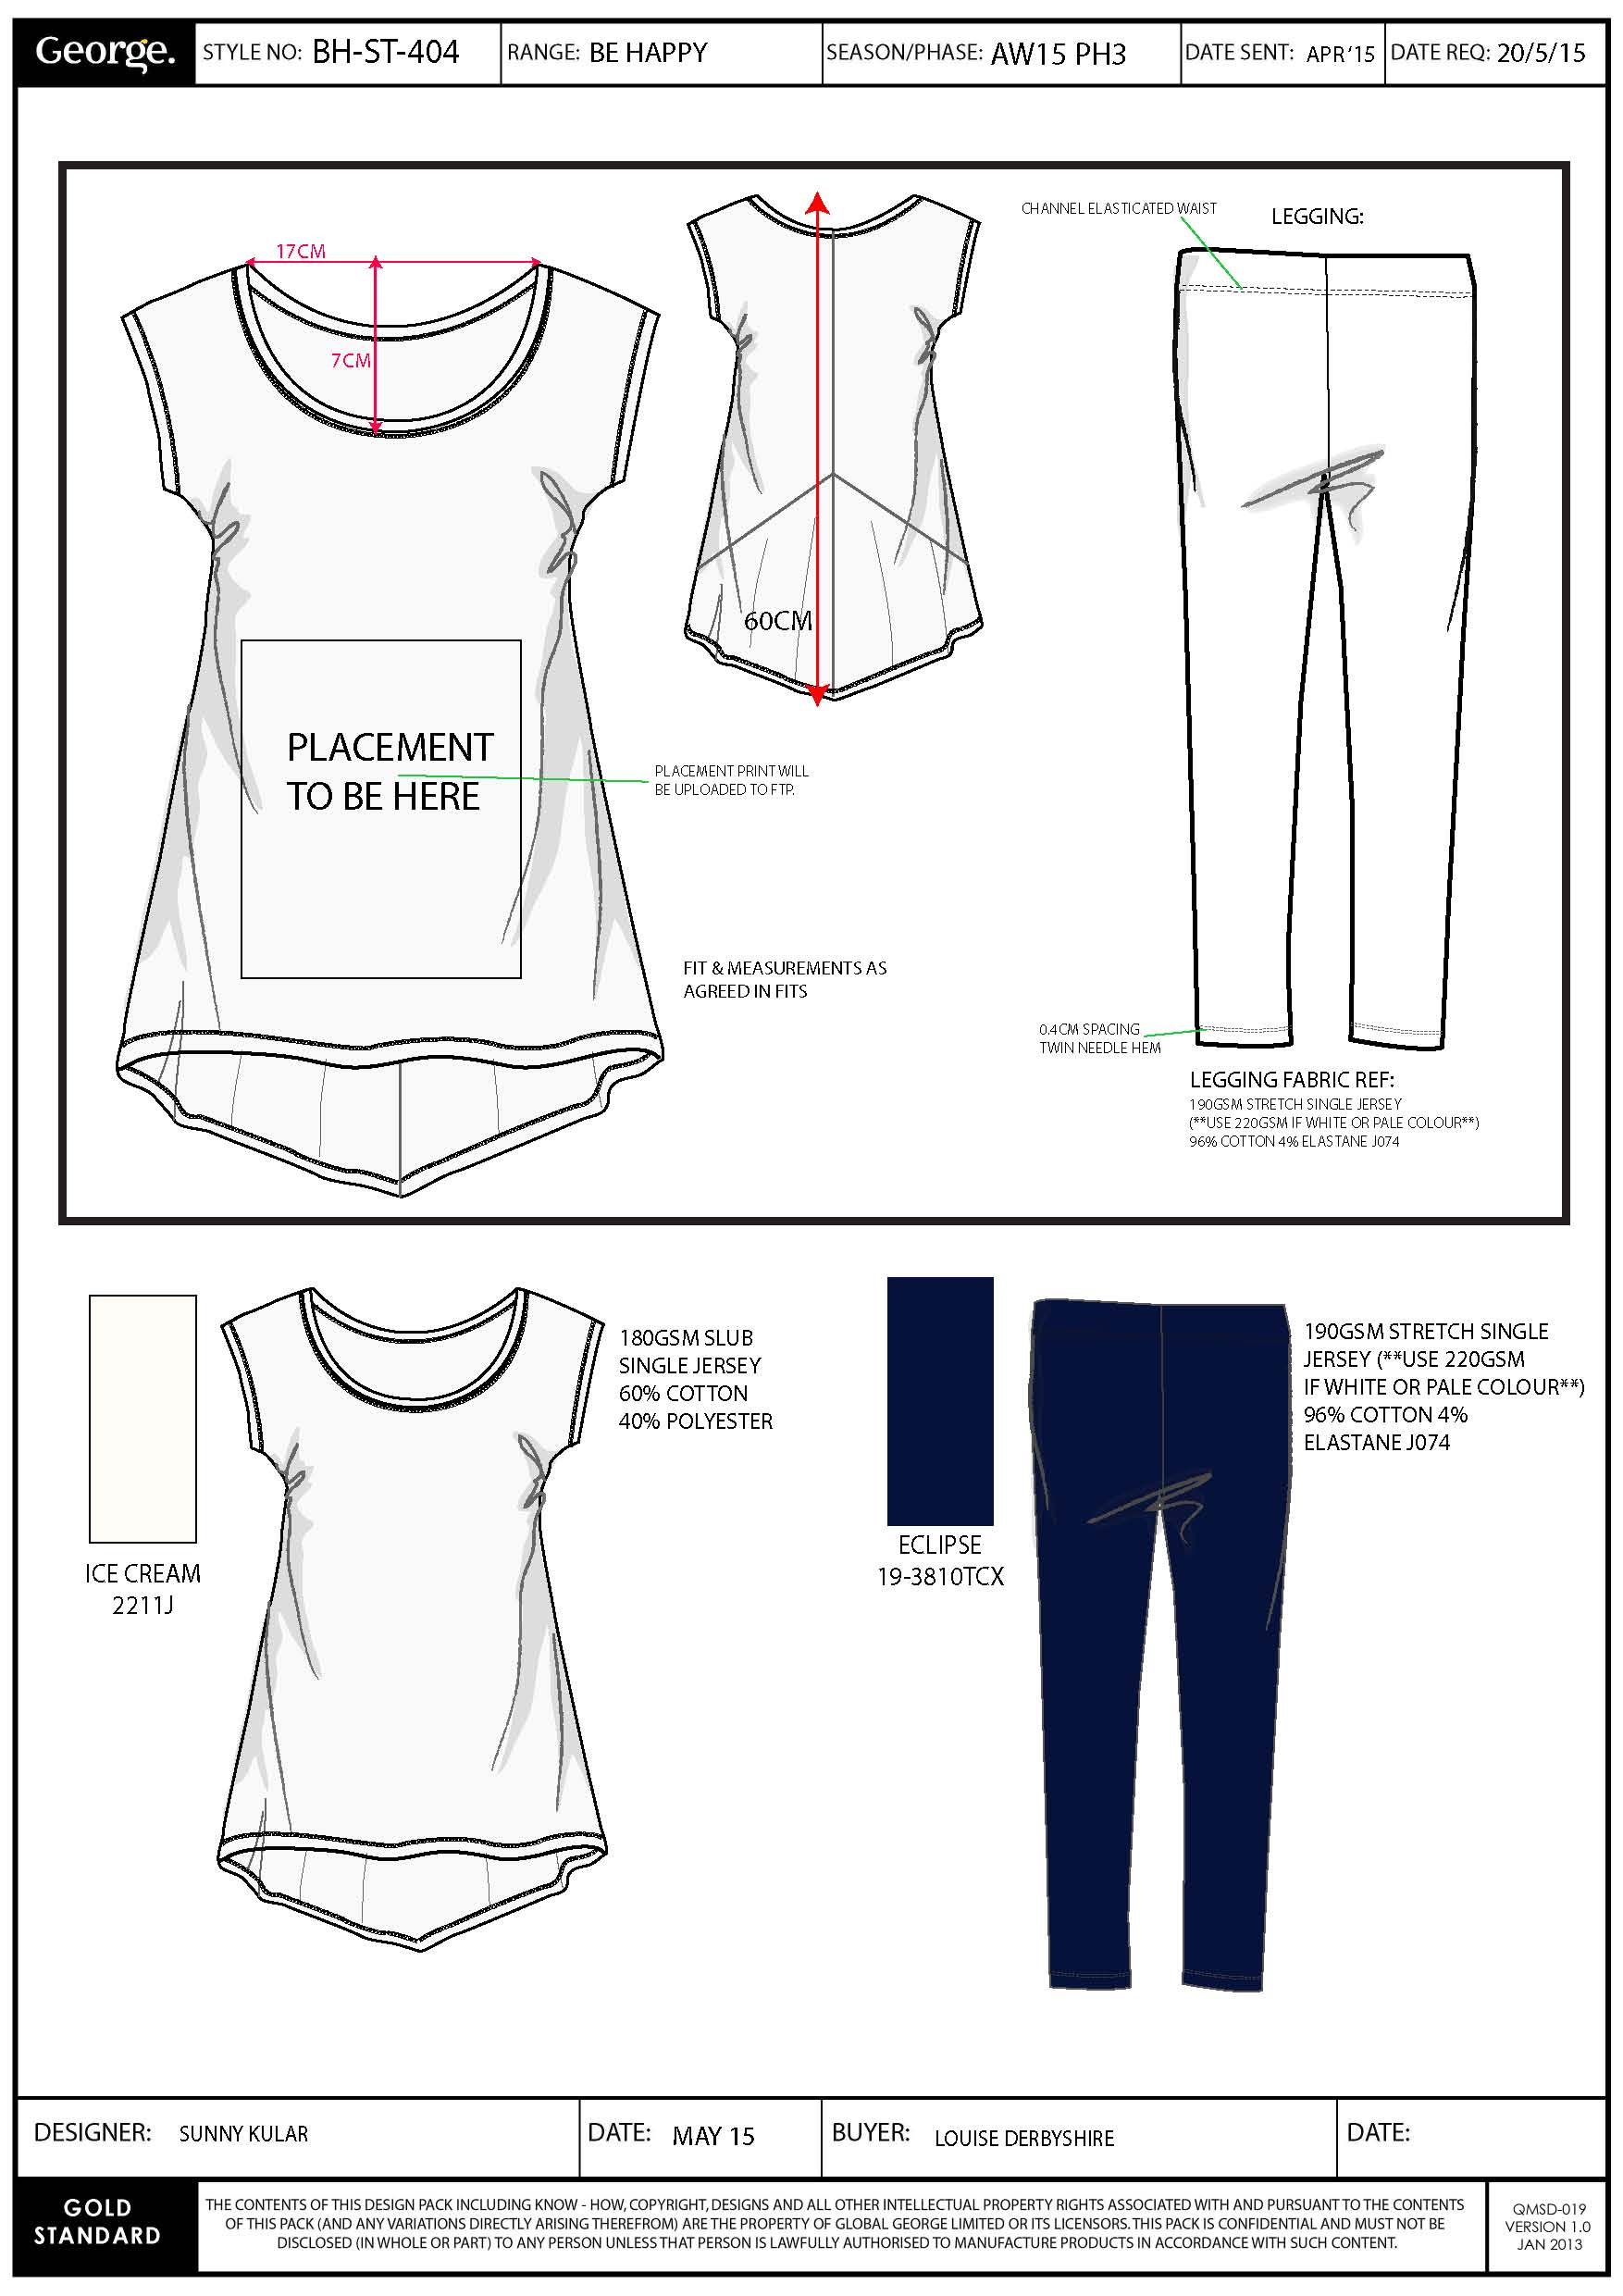 George.
STYLE NO: BH-ST-404
RANGE: BE HAPPY
SEASON/PHASE: AW15 PH3
DATE SENT: APR '15
DATE REQ: 20/5/15
17CM
7CM
PLACEMENT
TO BE HERE
60CM
PLACEMENT PRINT WILL
BE UPLOADED TO FTP.
FIT & MEASUREMENTS AS
AGREED IN FITS
CHANNEL ELASTICATED WAIST
LEGGING:
0.4CM SPACING
TWIN NEEDLE HEM
LEGGING FABRIC REF:
190GSM STRETCH SINGLE JERSEY
(**USE 220GSM IF WHITE OR PALE COLOUR**)
96% COTTON 4% ELASTANE J074
ICE CREAM
2211J
180GSM SLUB
SINGLE JERSEY
60% COTTON
40% POLYESTER
ECLIPSE
19-3810TCX
190GSM STRETCH SINGLE
JERSEY (**USE 220GSM
IF WHITE OR PALE COLOUR**)
96% COTTON 4%
ELASTANE J074
DESIGNER: SUNNY KULAR
DATE: MAY 15
BUYER: LOUISE DERBYSHIRE
DATE:
GOLD
STANDARD
THE CONTENTS OF THIS DESIGN PACK INCLUDING KNOW - HOW, COPYRIGHT, DESIGNS AND ALL OTHER INTELLECTUAL PROPERTY RIGHTS ASSOCIATED WITH AND PURSUANT TO THE CONTENTS
OF THIS PACK (AND ANY VARIATIONS DIRECTLY ARISING THEREFROM) ARE THE PROPERTY OF GLOBAL GEORGE LIMITED OR ITS LICENSORS. THIS PACK IS CONFIDENTIAL AND MUST NOT BE
DISCLOSED (IN WHOLE OR PART) TO ANY PERSON UNLESS THAT PERSON IS LAWFULLY AUTHORISED TO MANUFACTURE PRODUCTS IN ACCORDANCE WITH SUCH CONTENT.
QMSD-019
VERSION 1.0
JAN 2013